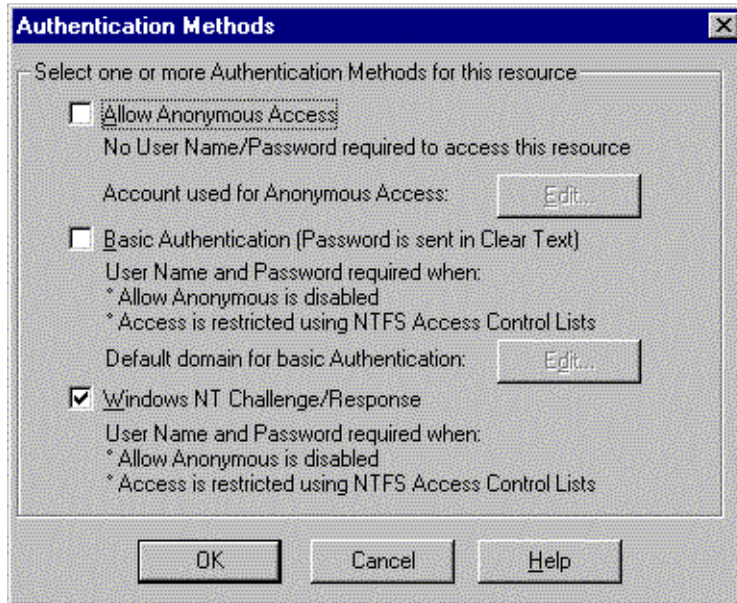 Authentication Methods
Select one or more Authentication Methods for this resource
Allow Anonymous Access
No User Name/Password required to access this resource
Account used for Anonymous Access: Edit...
Basic Authentication (Password is sent in Clear Text)
User Name and Password required when:
* Allow Anonymous is disabled
* Access is restricted using NTFS Access Control Lists
Default domain for basic Authentication: Edit...
Windows NT Challenge/Response
User Name and Password required when:
* Allow Anonymous is disabled
* Access is restricted using NTFS Access Control Lists
OK Cancel Help